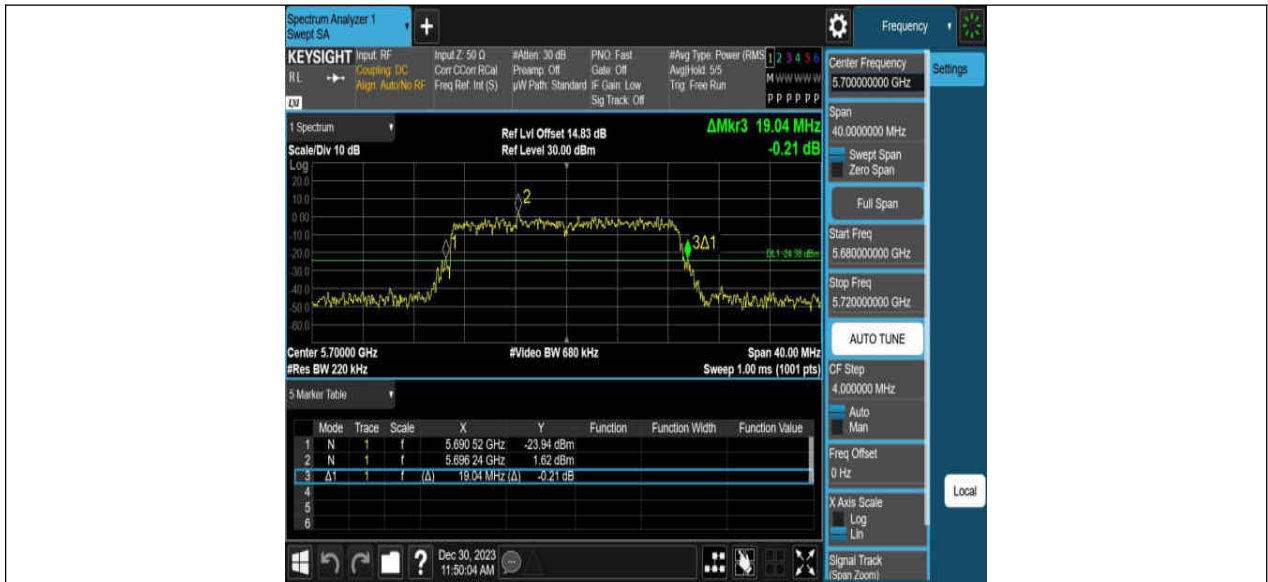 Spectrum Analyzer 1
Swept SA
+
Frequency
KEYSIGHT
RL
Input: RF
Coupling: DC
Align: Auto/No RF
Input Z: 50 Ω
Corr CCorr RCal
Freq Ref: Int (S)
#Atten: 30 dB
Preamp: Off
µW Path: Standard
PNO: Fast
Gate: Off
IF Gain: Low
Sig Track: Off
#Avg Type: Power (RMS
Avg|Hold: 5/5
Trig: Free Run
1 2 3 4 5 6
M W W W W W
P P P P P P
1 Spectrum
Scale/Div 10 dB
Ref Lvl Offset 14.83 dB
Ref Level 30.00 dBm
ΔMkr3 19.04 MHz
-0.21 dB
Log
20.0
10.0
0.00
-10.0
-20.0
-30.0
-40.0
-50.0
-60.0
2
1
3Δ1
DL1 -24.38 dBm
Center 5.70000 GHz
#Res BW 220 kHz
#Video BW 680 kHz
Span 40.00 MHz
Sweep 1.00 ms (1001 pts)
5 Marker Table
Mode Trace Scale X Y Function Function Width Function Value
1 N 1 f 5.690 52 GHz -23.94 dBm
2 N 1 f 5.696 24 GHz 1.62 dBm
3 Δ1 1 f (Δ) 19.04 MHz (Δ) -0.21 dB
4
5
6
Dec 30, 2023
11:50:04 AM
Center Frequency
5.700000000 GHz
Settings
Span
40.0000000 MHz
Swept Span
Zero Span
Full Span
Start Freq
5.680000000 GHz
Stop Freq
5.720000000 GHz
AUTO TUNE
CF Step
4.000000 MHz
Auto
Man
Freq Offset
0 Hz
X Axis Scale
Log
Lin
Local
Signal Track
(Span Zoom)